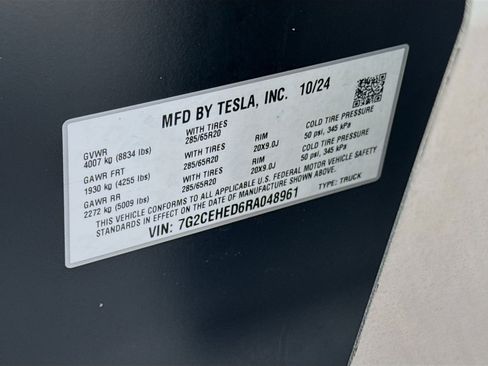 MFD BY TESLA, INC. 10/24
GVWR WITH TIRES RIM COLD TIRE PRESSURE
4007 kg (8834 lbs) 285/65R20 20X9.0J 50 psi, 345 kPa
GAWR FRT WITH TIRES RIM COLD TIRE PRESSURE
1930 kg (4255 lbs) 285/65R20 20X9.0J 50 psi, 345 kPa
GAWR RR WITH TIRES
2272 kg (5009 lbs) 285/65R20
THIS VEHICLE CONFORMS TO ALL APPLICABLE U.S. FEDERAL MOTOR VEHICLE SAFETY
STANDARDS IN EFFECT ON THE DATE OF MANUFACTURE SHOWN ABOVE.
VIN: 7G2CEHED6RA048961 TYPE: TRUCK